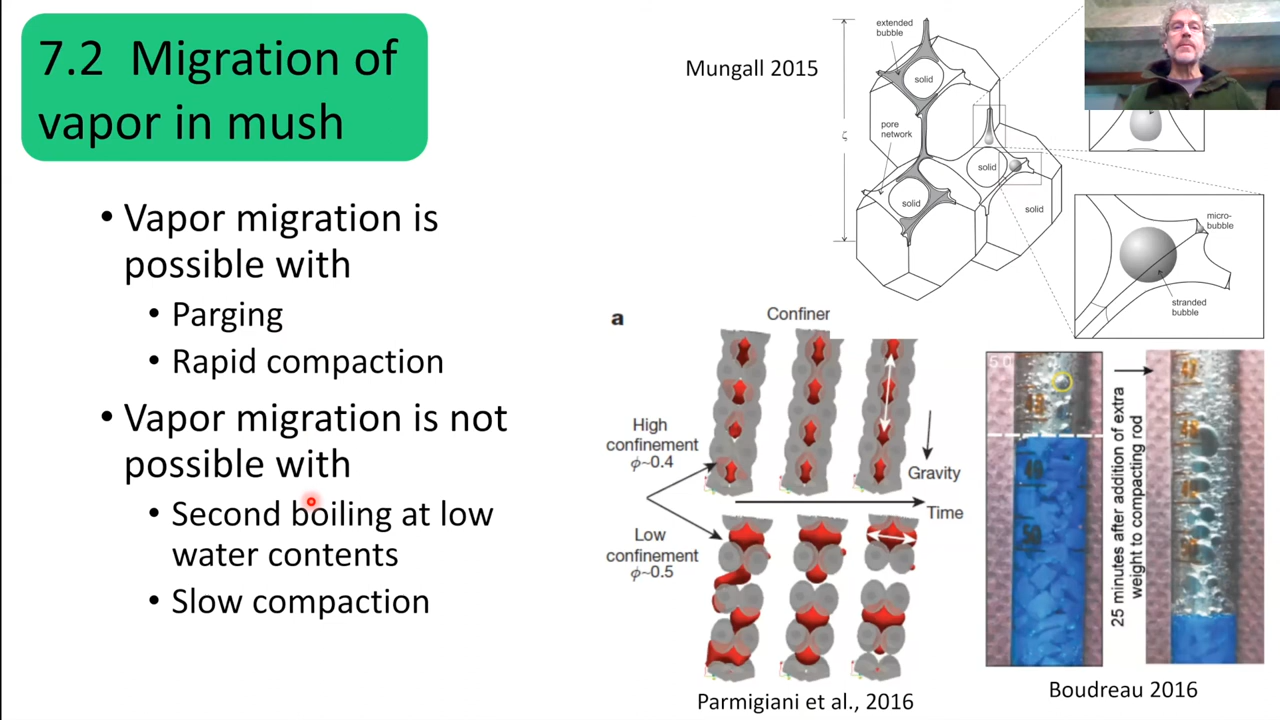 7.2 Migration of
vapor in mush
• Vapor migration is
possible with
• Parging
• Rapid compaction
• Vapor migration is not
possible with
• Second boiling at low
water contents
• Slow compaction
Mungall 2015
extended
bubble
solid
pore
network
ζ
solid
solid
solid
micro-
bubble
stranded
bubble
a
Confiner
High
confinement
ϕ~0.4
Gravity
Time
Low
confinement
ϕ~0.5
Parmigiani et al., 2016
25 minutes after addition of extra
weight to compacting rod
Boudreau 2016